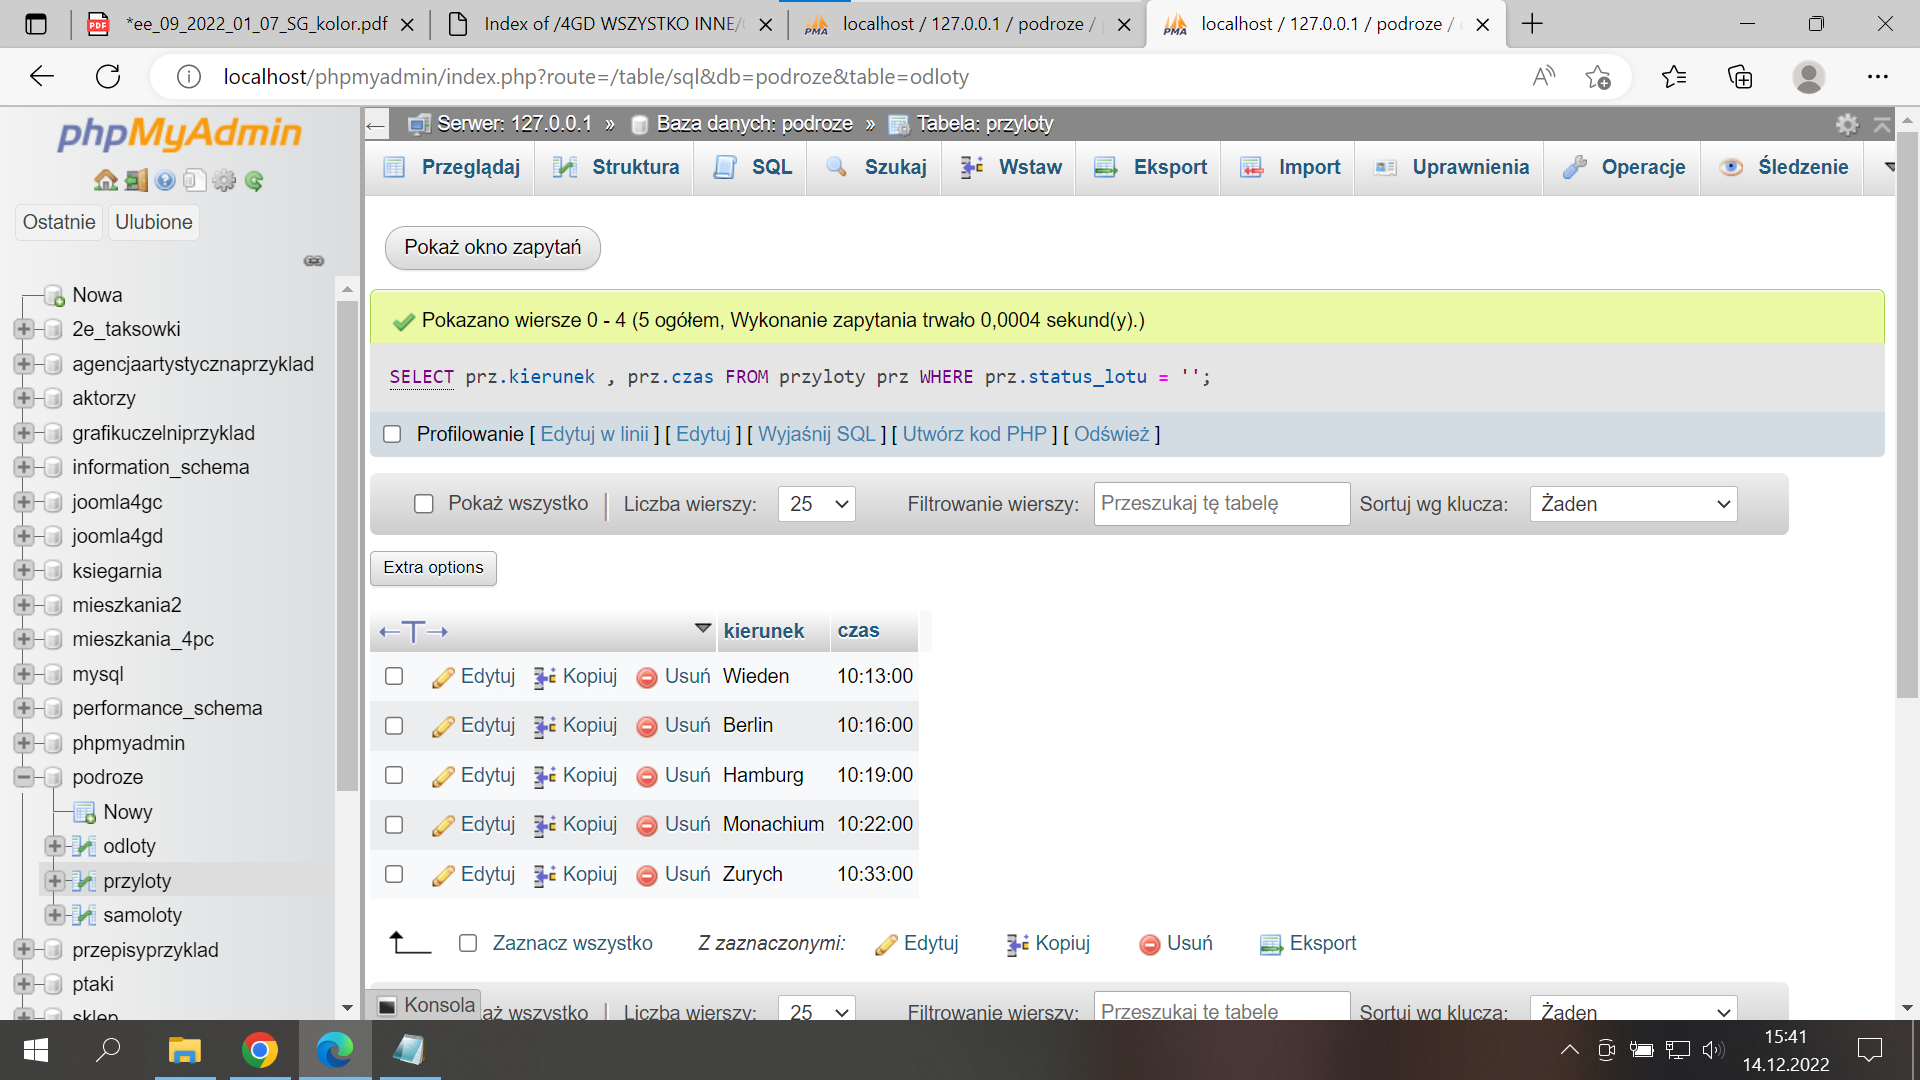 *ee_09_2022_01_07_SG_kolor.pdf
Index of /4GD WSZYSTKO INNE/
localhost / 127.0.0.1 / podroze /
localhost / 127.0.0.1 / podroze /
localhost/phpmyadmin/index.php?route=/table/sql&db=podroze&table=odloty
phpMyAdmin
Ostatnie
Ulubione
Nowa
2e_taksowki
agencjaartystycznaprzyklad
aktorzy
grafikuczelniprzyklad
information_schema
joomla4gc
joomla4gd
ksiegarnia
mieszkania2
mieszkania_4pc
mysql
performance_schema
phpmyadmin
podroze
Nowy
odloty
przyloty
samoloty
przepisyprzyklad
ptaki
sklep
Serwer: 127.0.0.1 » Baza danych: podroze » Tabela: przyloty
Przeglądaj Struktura SQL Szukaj Wstaw Eksport Import Uprawnienia Operacje Śledzenie
Pokaż okno zapytań
Pokazano wiersze 0 - 4 (5 ogółem, Wykonanie zapytania trwało 0,0004 sekund(y).)
SELECT prz.kierunek , prz.czas FROM przyloty prz WHERE prz.status_lotu = '';
Profilowanie [ Edytuj w linii ] [ Edytuj ] [ Wyjaśnij SQL ] [ Utwórz kod PHP ] [ Odśwież ]
Pokaż wszystko | Liczba wierszy: 25 Filtrowanie wierszy: Przeszukaj tę tabelę Sortuj wg klucza: Żaden
Extra options
←T→ kierunek czas
Edytuj Kopiuj Usuń Wieden 10:13:00
Edytuj Kopiuj Usuń Berlin 10:16:00
Edytuj Kopiuj Usuń Hamburg 10:19:00
Edytuj Kopiuj Usuń Monachium 10:22:00
Edytuj Kopiuj Usuń Zurych 10:33:00
Zaznacz wszystko Z zaznaczonymi: Edytuj Kopiuj Usuń Eksport
Konsola
aż wszystko | Liczba wierszy: 25 Filtrowanie wierszy: Przeszukaj tę tabelę Sortuj wg klucza: Żaden
15:41
14.12.2022